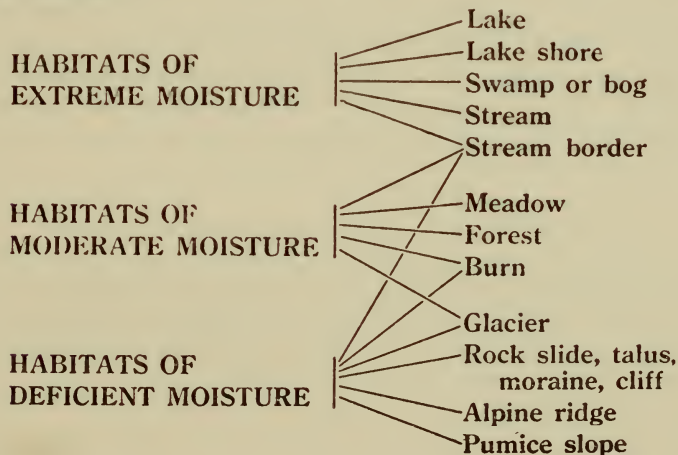 HABITATS OF
EXTREME MOISTURE
Lake
Lake shore
Swamp or bog
Stream
Stream border
HABITATS OF
MODERATE MOISTURE
Meadow
Forest
Burn
Glacier
HABITATS OF
DEFICIENT MOISTURE
Rock slide, talus,
moraine, cliff
Alpine ridge
Pumice slope